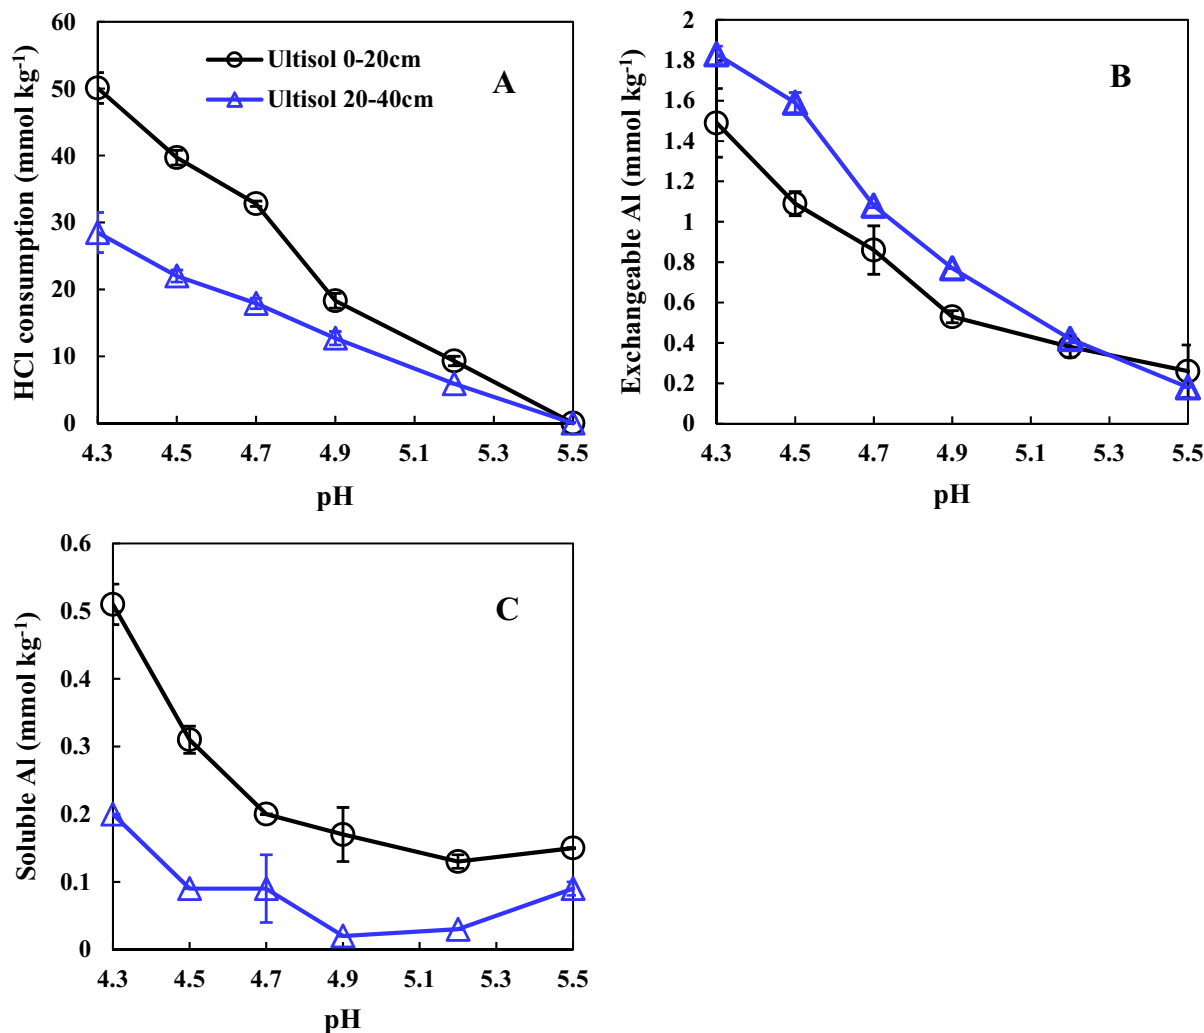 60
50
40
30
20
10
0
HCl consumption (mmol kg⁻¹)
Ultisol 0-20cm
Ultisol 20-40cm
A
4.3 4.5 4.7 4.9 5.1 5.3 5.5
pH
2
1.8
1.6
1.4
1.2
1
0.8
0.6
0.4
0.2
0
Exchangeable Al (mmol kg⁻¹)
B
4.3 4.5 4.7 4.9 5.1 5.3 5.5
pH
0.6
0.5
0.4
0.3
0.2
0.1
0
Soluble Al (mmol kg⁻¹)
C
4.3 4.5 4.7 4.9 5.1 5.3 5.5
pH